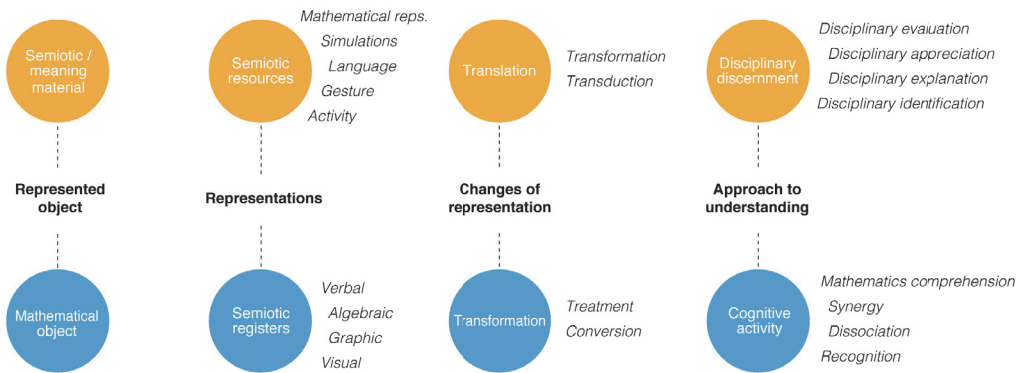 Semiotic /
meaning
material
Semiotic
resources
Mathematical reps.
Simulations
Language
Gesture
Activity
Translation
Transformation
Transduction
Disciplinary
discernment
Disciplinary evaluation
Disciplinary appreciation
Disciplinary explanation
Disciplinary identification
Represented
object
Representations
Changes of
representation
Approach to
understanding
Mathematical
object
Semiotic
registers
Verbal
Algebraic
Graphic
Visual
Transformation
Treatment
Conversion
Cognitive
activity
Mathematics comprehension
Synergy
Dissociation
Recognition